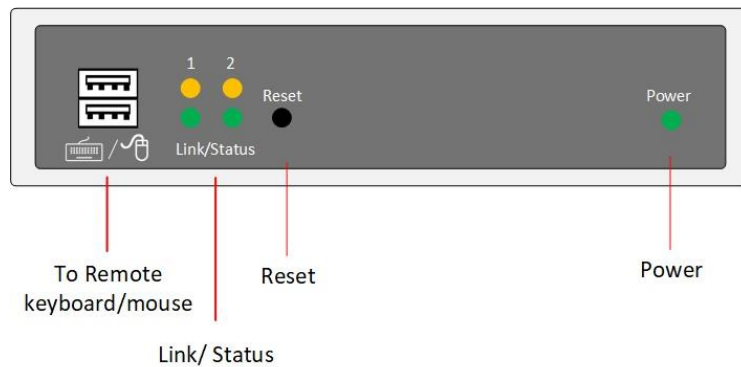 1 2
Reset
Power
Link/Status
/
To Remote
keyboard/mouse
Reset
Power
Link/ Status